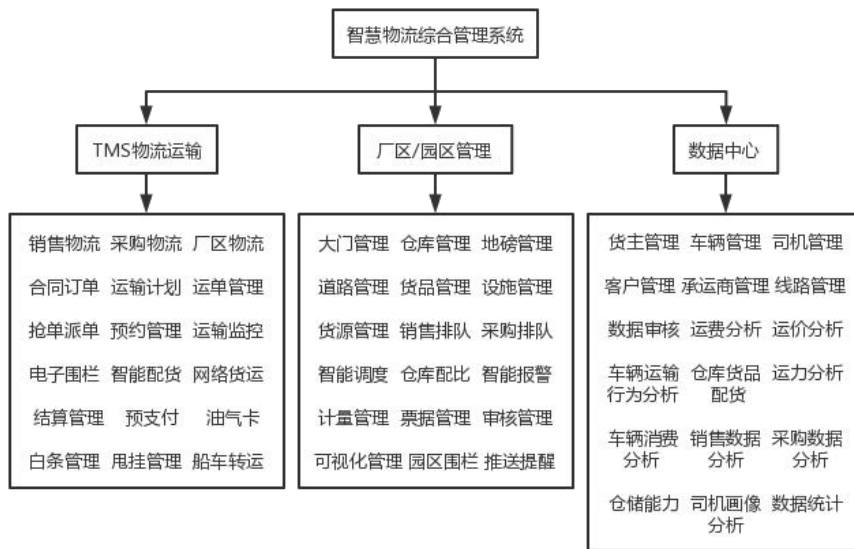 智慧物流综合管理系统
TMS物流运输
厂区/园区管理
数据中心
销售物流 采购物流 厂区物流
合同订单 运输计划 运单管理
抢单派单 预约管理 运输监控
电子围栏 智能配货 网络货运
结算管理 预支付 油气卡
白条管理 甩挂管理 船车转运
大门管理 仓库管理 地磅管理
道路管理 货品管理 设施管理
货源管理 销售排队 采购排队
智能调度 仓库配比 智能报警
计量管理 票据管理 审核管理
可视化管理 园区围栏 推送提醒
货主管理 车辆管理 司机管理
客户管理 承运商管理 线路管理
数据审核 运费分析 运价分析
车辆运输 仓库货品 运力分析
行为分析 配货
车辆消费 销售数据 采购数据
分析 分析 分析
仓储能力 司机画像 数据统计
分析